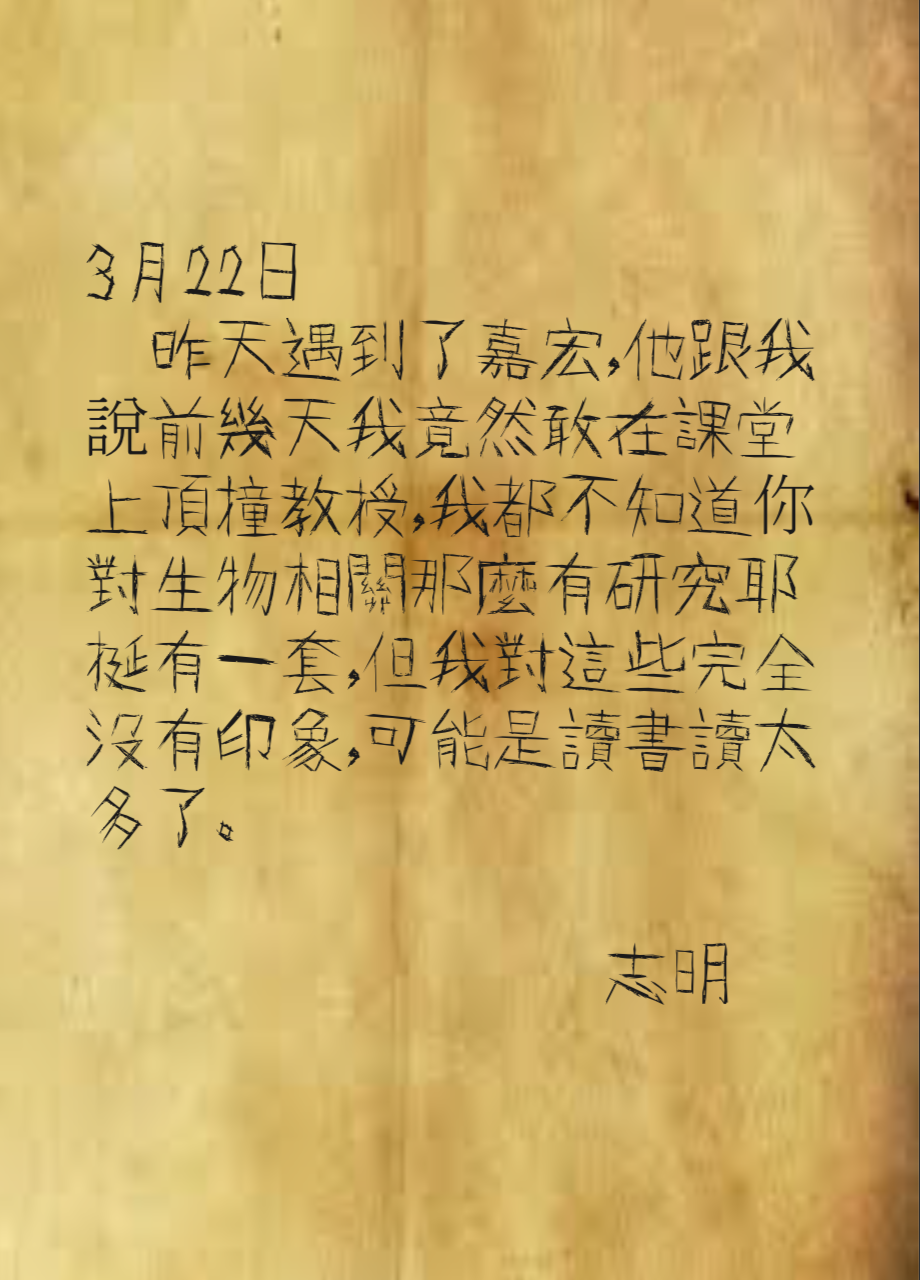 3月22日
昨天遇到了嘉宏,他跟我
說前幾天我竟然敢在課堂
上頂撞教授,我都不知道你
對生物相關那麼有研究耶
挺有一套,但我對這些完全
沒有印象,可能是讀書讀太
多了。
志明